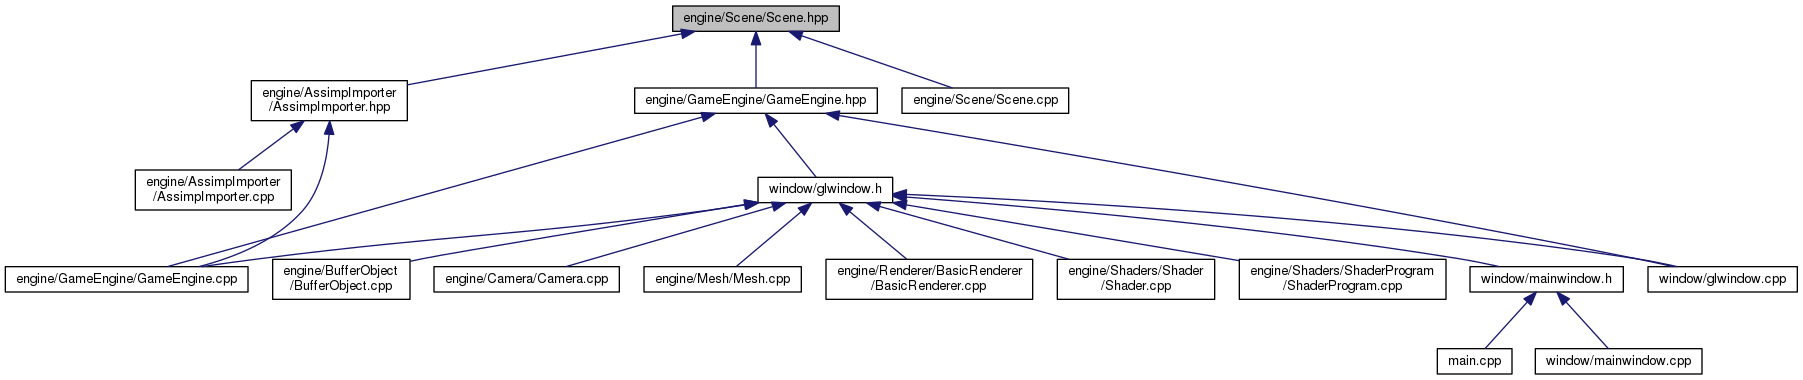 engine/Scene/Scene.hpp
engine/AssimpImporter
/AssimpImporter.hpp
engine/GameEngine/GameEngine.hpp
engine/Scene/Scene.cpp
engine/AssimpImporter
/AssimpImporter.cpp
window/glwindow.h
engine/GameEngine/GameEngine.cpp
engine/BufferObject
/BufferObject.cpp
engine/Camera/Camera.cpp
engine/Mesh/Mesh.cpp
engine/Renderer/BasicRenderer
/BasicRenderer.cpp
engine/Shaders/Shader
/Shader.cpp
engine/Shaders/ShaderProgram
/ShaderProgram.cpp
window/mainwindow.h
window/glwindow.cpp
main.cpp
window/mainwindow.cpp